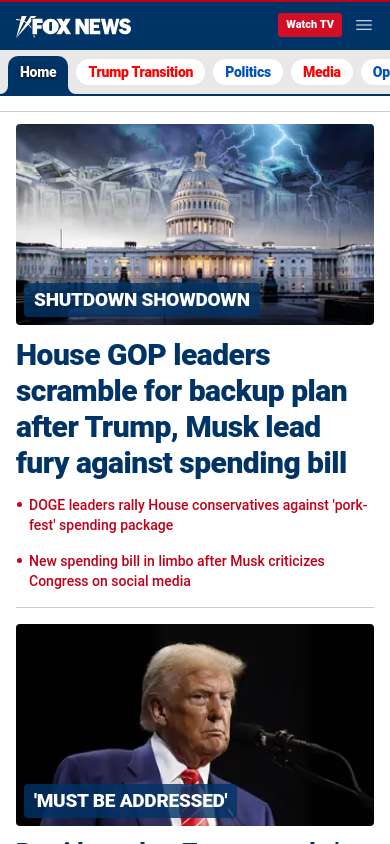 FOX NEWS
Watch TV
Home
Trump Transition
Politics
Media
Op
SHUTDOWN SHOWDOWN
House GOP leaders
scramble for backup plan
after Trump, Musk lead
fury against spending bill
DOGE leaders rally House conservatives against 'pork-
fest' spending package
New spending bill in limbo after Musk criticizes
Congress on social media
'MUST BE ADDRESSED'